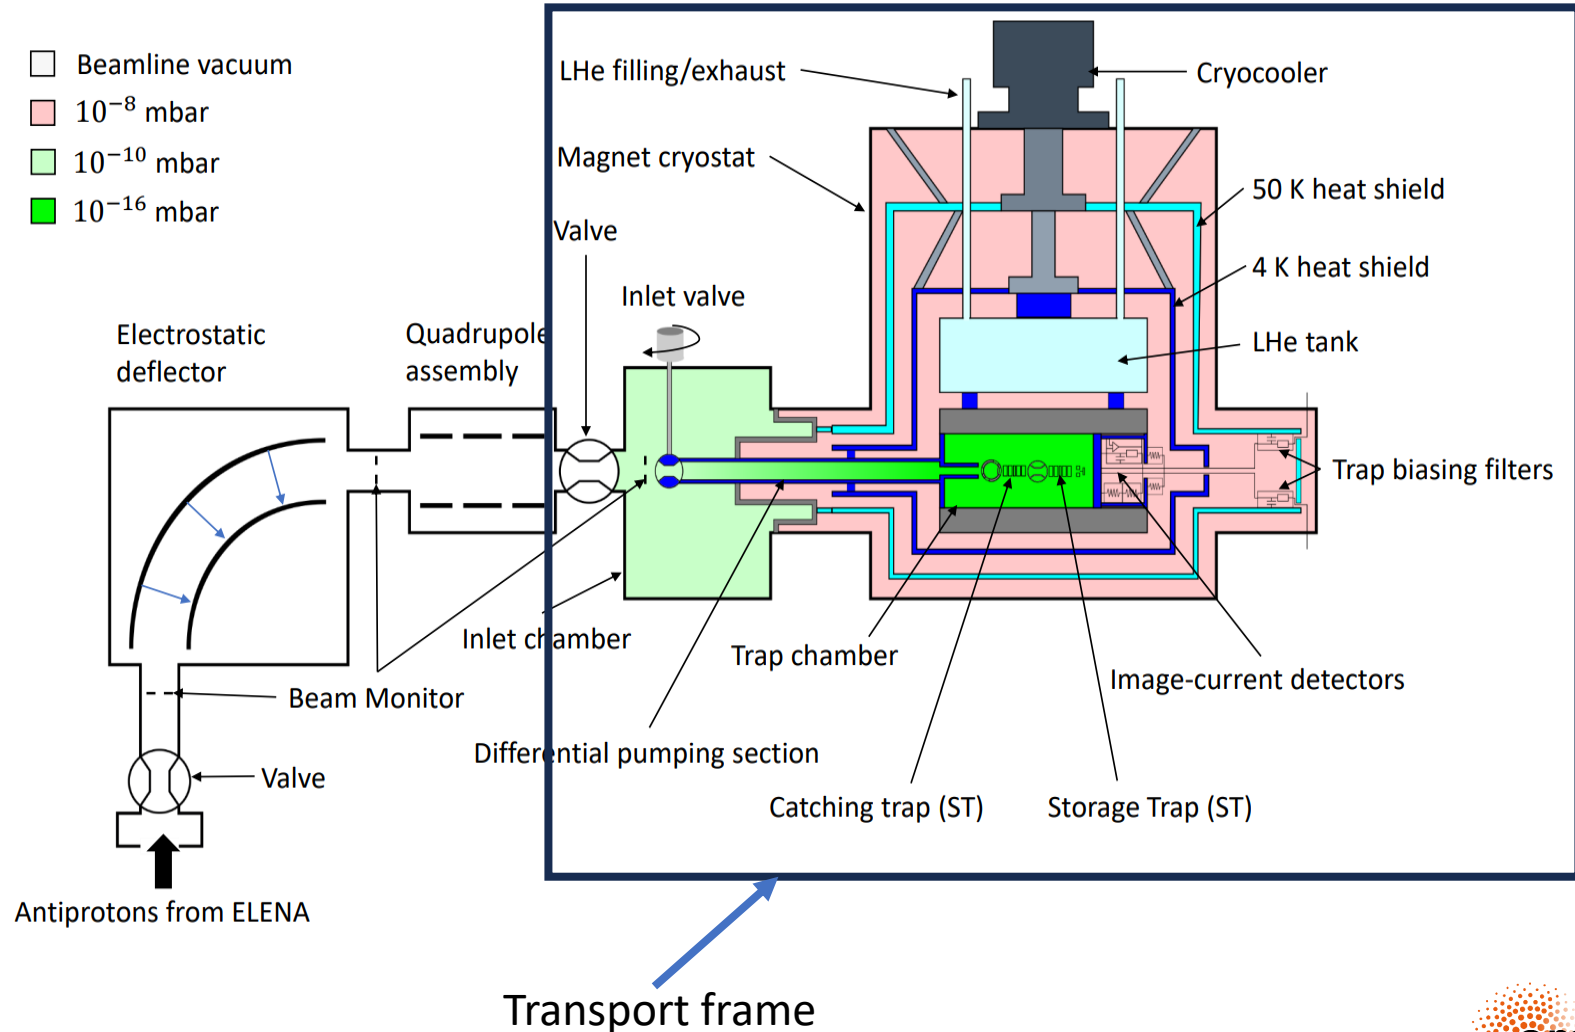 Beamline vacuum
10⁻⁸ mbar
10⁻¹⁰ mbar
10⁻¹⁶ mbar
LHe filling/exhaust
Cryocooler
Magnet cryostat
50 K heat shield
Valve
4 K heat shield
Inlet valve
Electrostatic
deflector
Quadrupole
assembly
LHe tank
Trap biasing filters
Inlet chamber
Trap chamber
Image-current detectors
Beam Monitor
Differential pumping section
Valve
Catching trap (ST)
Storage Trap (ST)
Antiprotons from ELENA
Transport frame